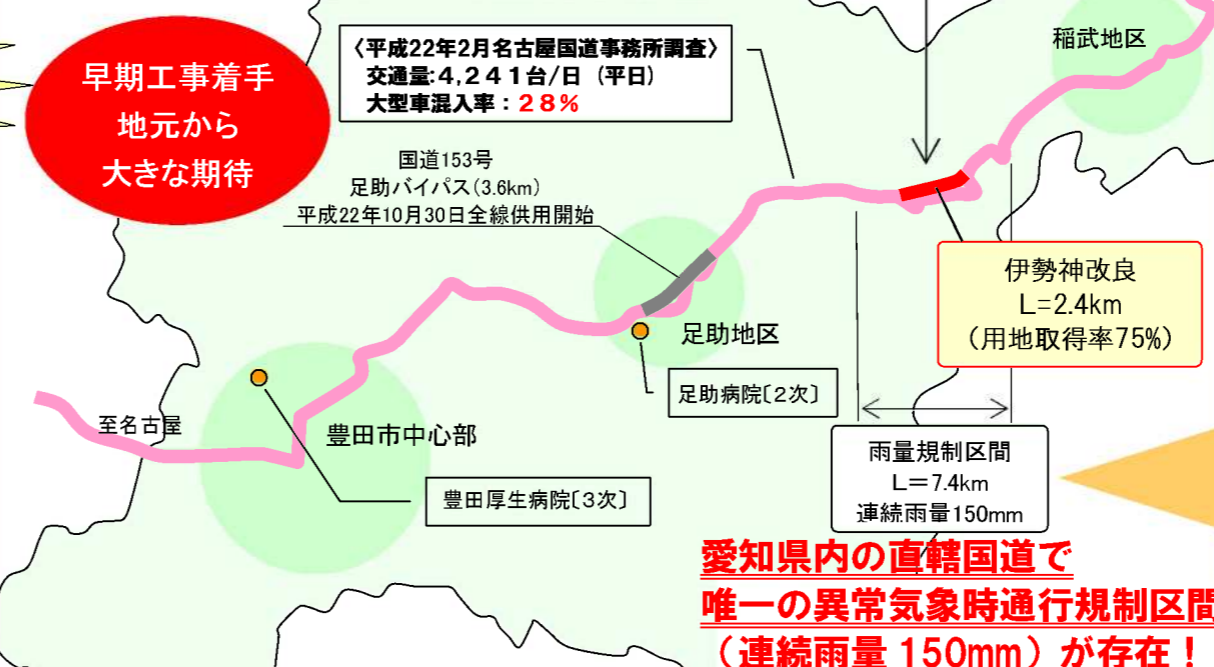 早期工事着手
地元から
大きな期待
〈平成22年2月名古屋国道事務所調査〉
交通量:4,241台/日（平日）
大型車混入率：28%
稲武地区
国道153号
足助バイパス(3.6km)
平成22年10月30日全線供用開始
伊勢神改良
L=2.4km
(用地取得率75%)
足助地区
足助病院〔2次〕
至名古屋
豊田市中心部
豊田厚生病院〔3次〕
雨量規制区間
L=7.4km
連続雨量150mm
愛知県内の直轄国道で
唯一の異常気象時通行規制区間
（連続雨量 150mm）が存在！